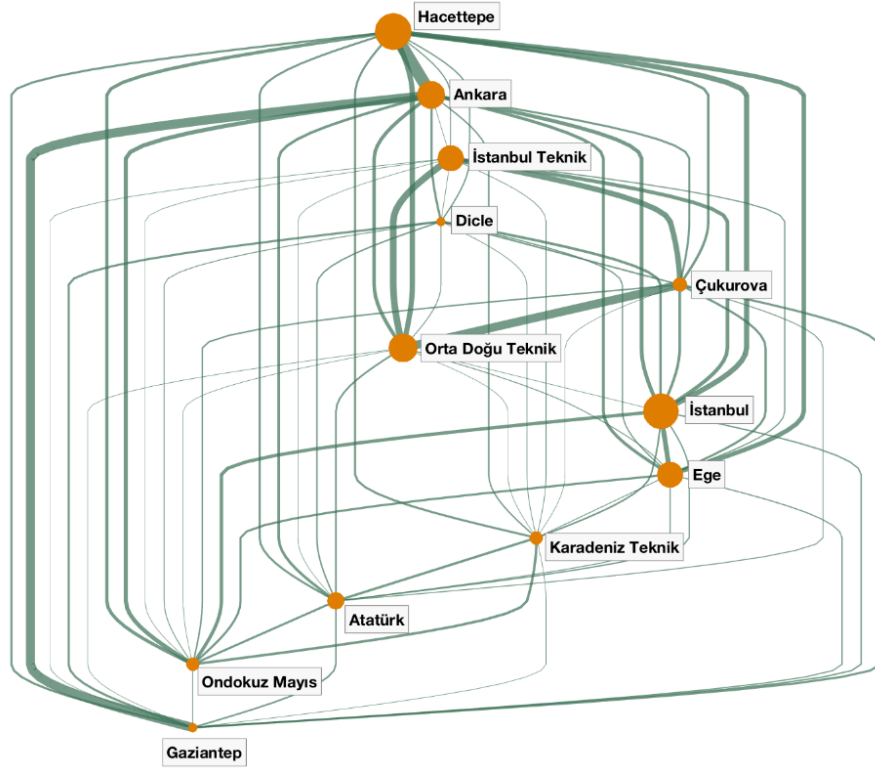 Hacettepe
Ankara
İstanbul Teknik
Dicle
Çukurova
Orta Doğu Teknik
İstanbul
Ege
Karadeniz Teknik
Atatürk
Ondokuz Mayıs
Gaziantep